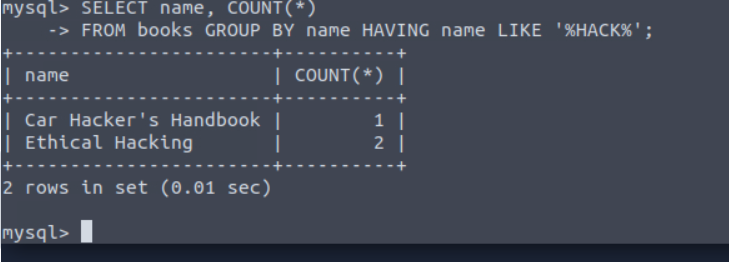 mysql> SELECT name, COUNT(*)
    -> FROM books GROUP BY name HAVING name LIKE '%HACK%';
+-----------------------+----------+
| name                  | COUNT(*) |
+-----------------------+----------+
| Car Hacker's Handbook |        1 |
| Ethical Hacking       |        2 |
+-----------------------+----------+
2 rows in set (0.01 sec)
mysql>